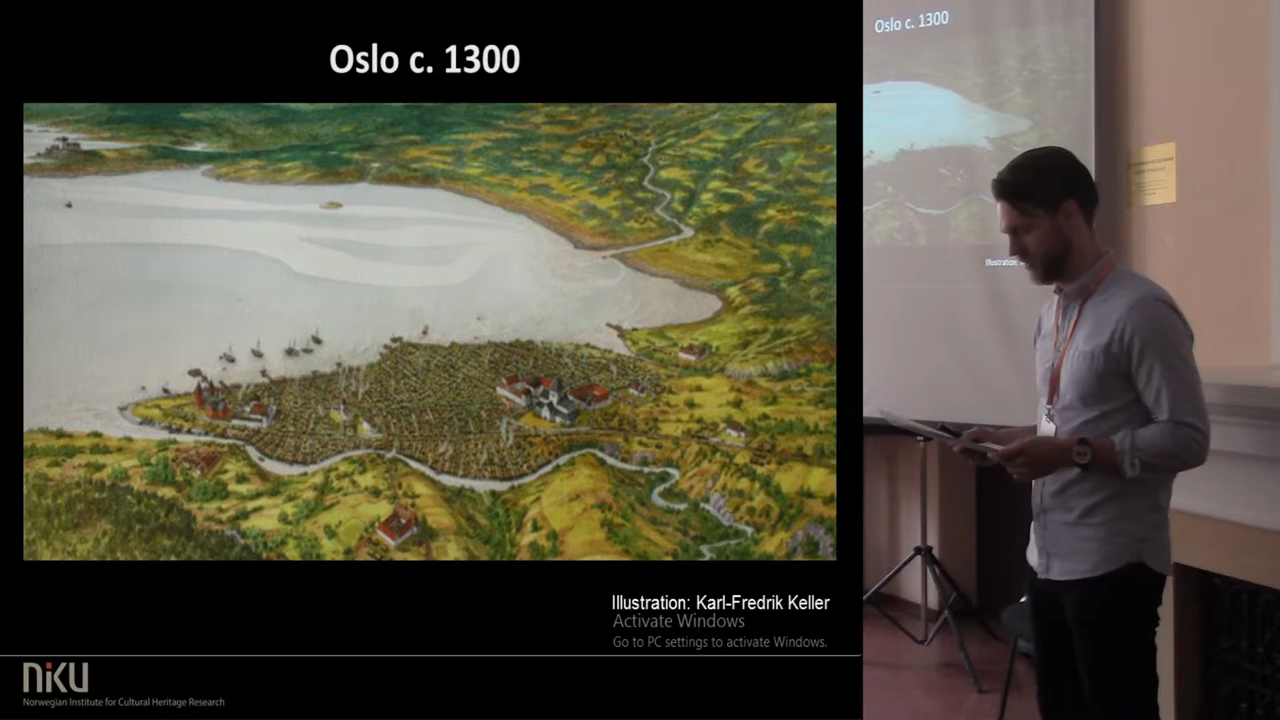 Oslo c. 1300
Illustration: Karl-Fredrik Keller
Activate Windows
Go to PC settings to activate Windows.
NIKU
Norwegian Institute for Cultural Heritage Research
Oslo c. 1300
Illustration: